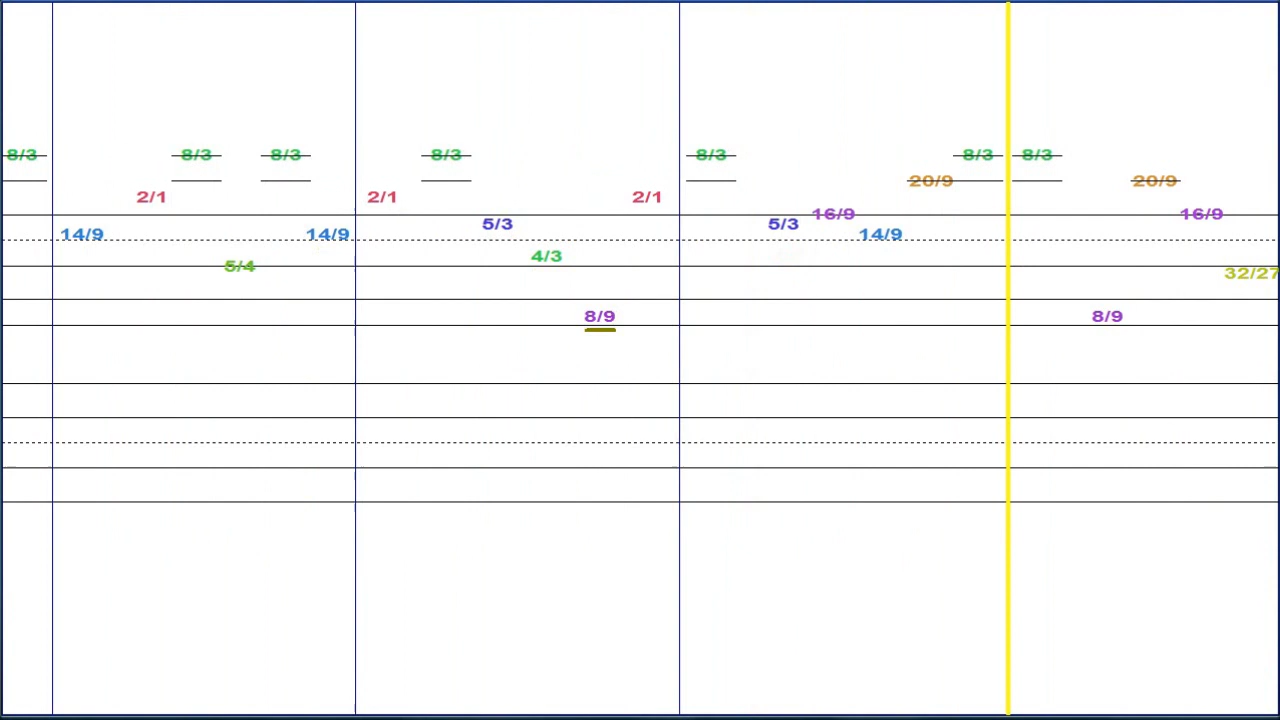 8/3 8/3 8/3 8/3 8/3 8/3 8/3
20/9 20/9
2/1 2/1 2/1
16/9 16/9
5/3 5/3
14/9 14/9 14/9
4/3
5/4
32/27
8/9 8/9